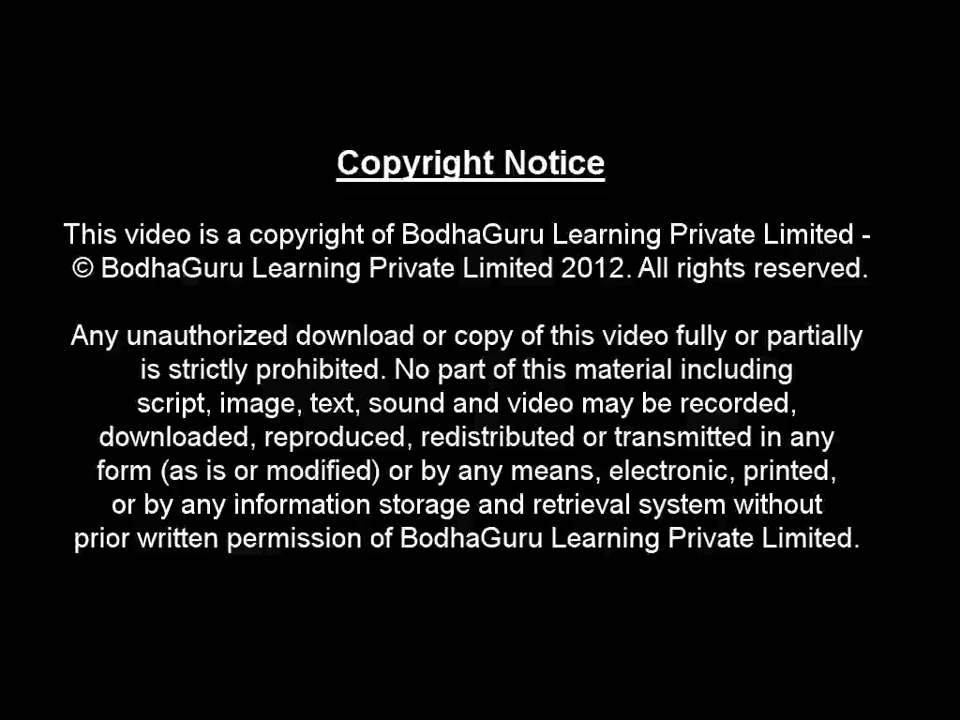 Copyright Notice
This video is a copyright of BodhaGuru Learning Private Limited -
© BodhaGuru Learning Private Limited 2012. All rights reserved.
Any unauthorized download or copy of this video fully or partially
is strictly prohibited. No part of this material including
script, image, text, sound and video may be recorded,
downloaded, reproduced, redistributed or transmitted in any
form (as is or modified) or by any means, electronic, printed,
or by any information storage and retrieval system without
prior written permission of BodhaGuru Learning Private Limited.